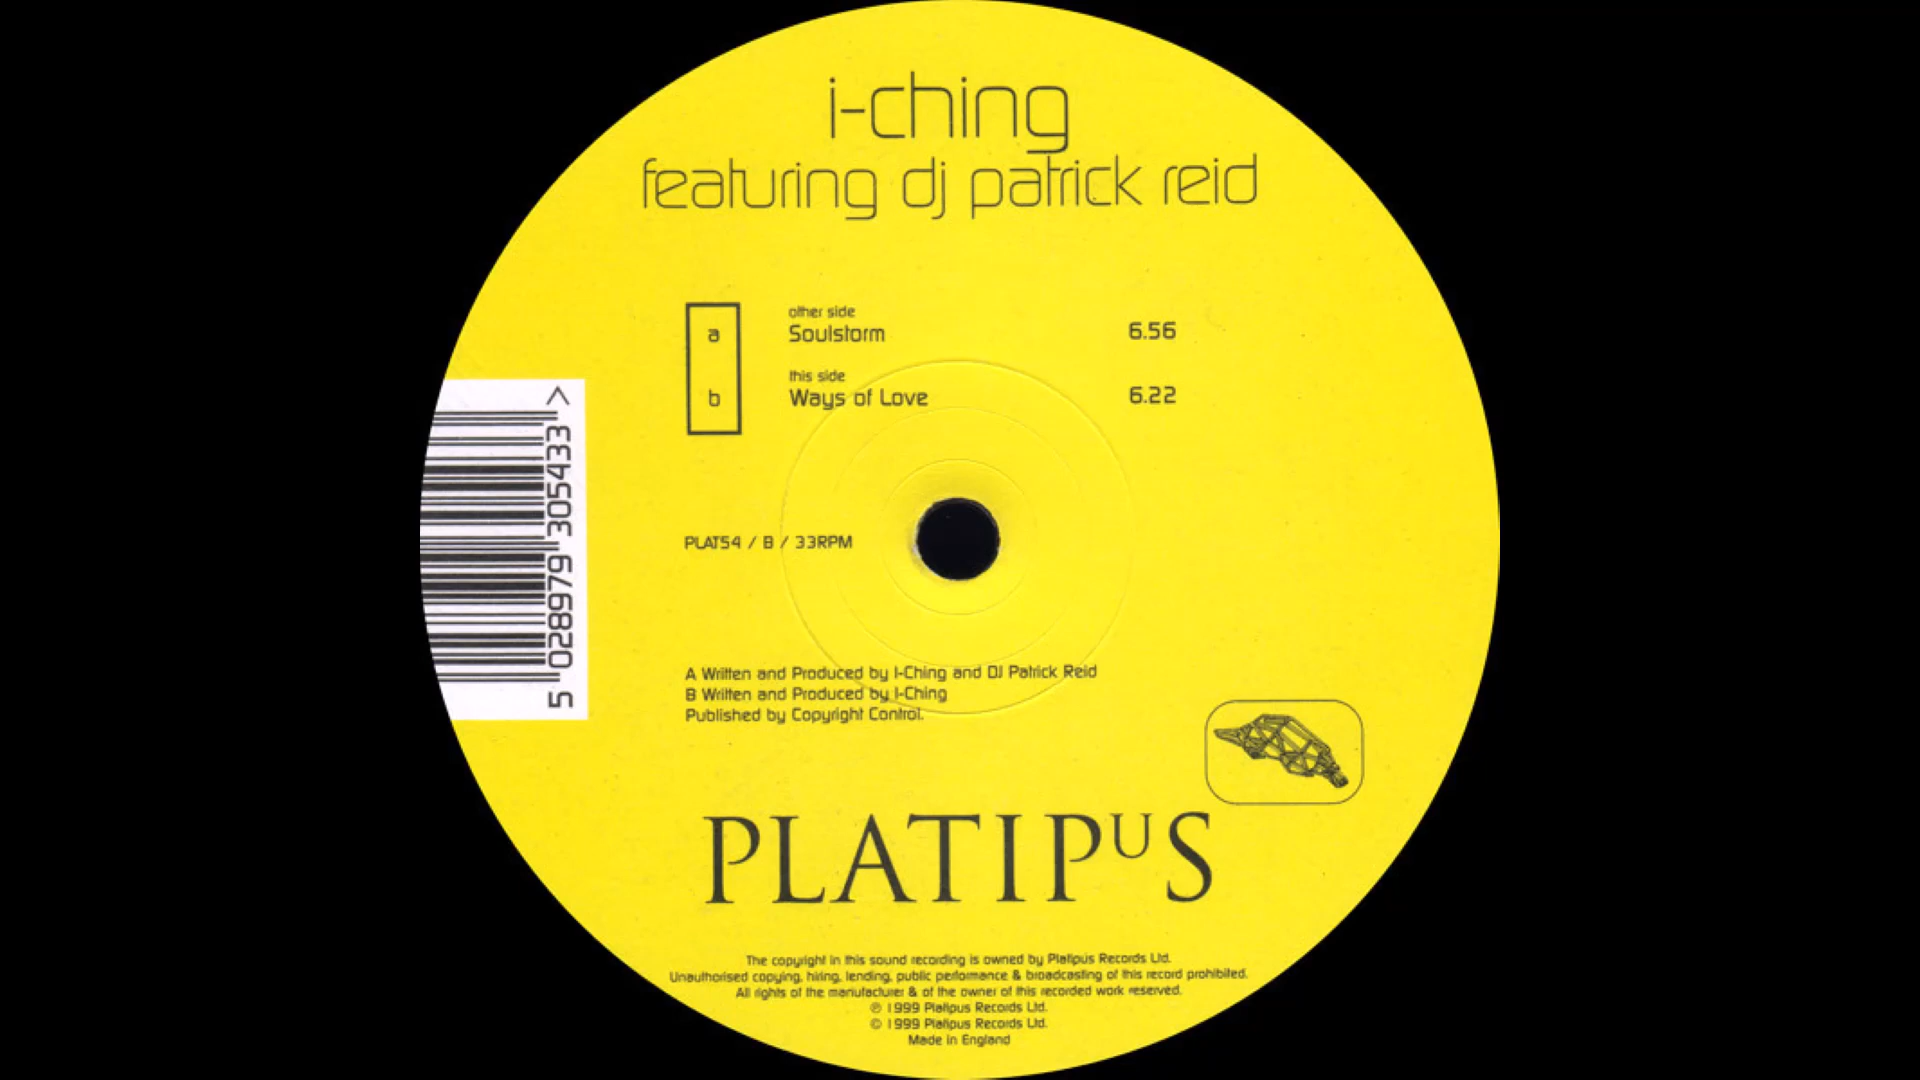 i-ching
featuring dj patrick reid
other side
a Soulstorm 6.56
this side
b Ways of Love 6.22
5 028979 305433 >
PLAT54 / B / 33RPM
A Written and Produced by I-Ching and DJ Patrick Reid
B Written and Produced by I-Ching
Published by Copyright Control.
PLATIPUS
The copyright in this sound recording is owned by Platipus Records Ltd.
Unauthorised copying, hiring, lending, public performance & broadcasting of this record prohibited.
All rights of the manufacturer & of the owner of this recorded work reserved.
℗ 1999 Platipus Records Ltd.
© 1999 Platipus Records Ltd.
Made in England